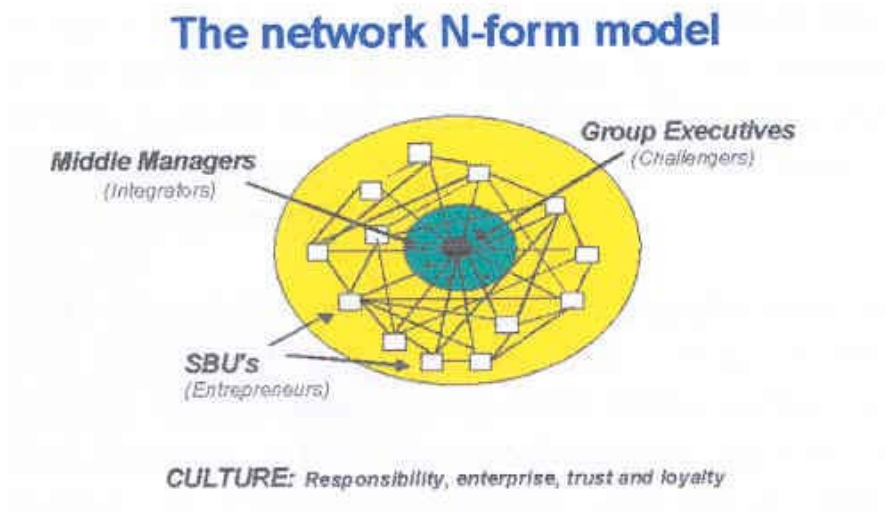 The network N-form model
Group Executives
(Challengers)
Middle Managers
(Integrators)
SBU's
(Entrepreneurs)
CULTURE: Responsibility, enterprise, trust and loyalty